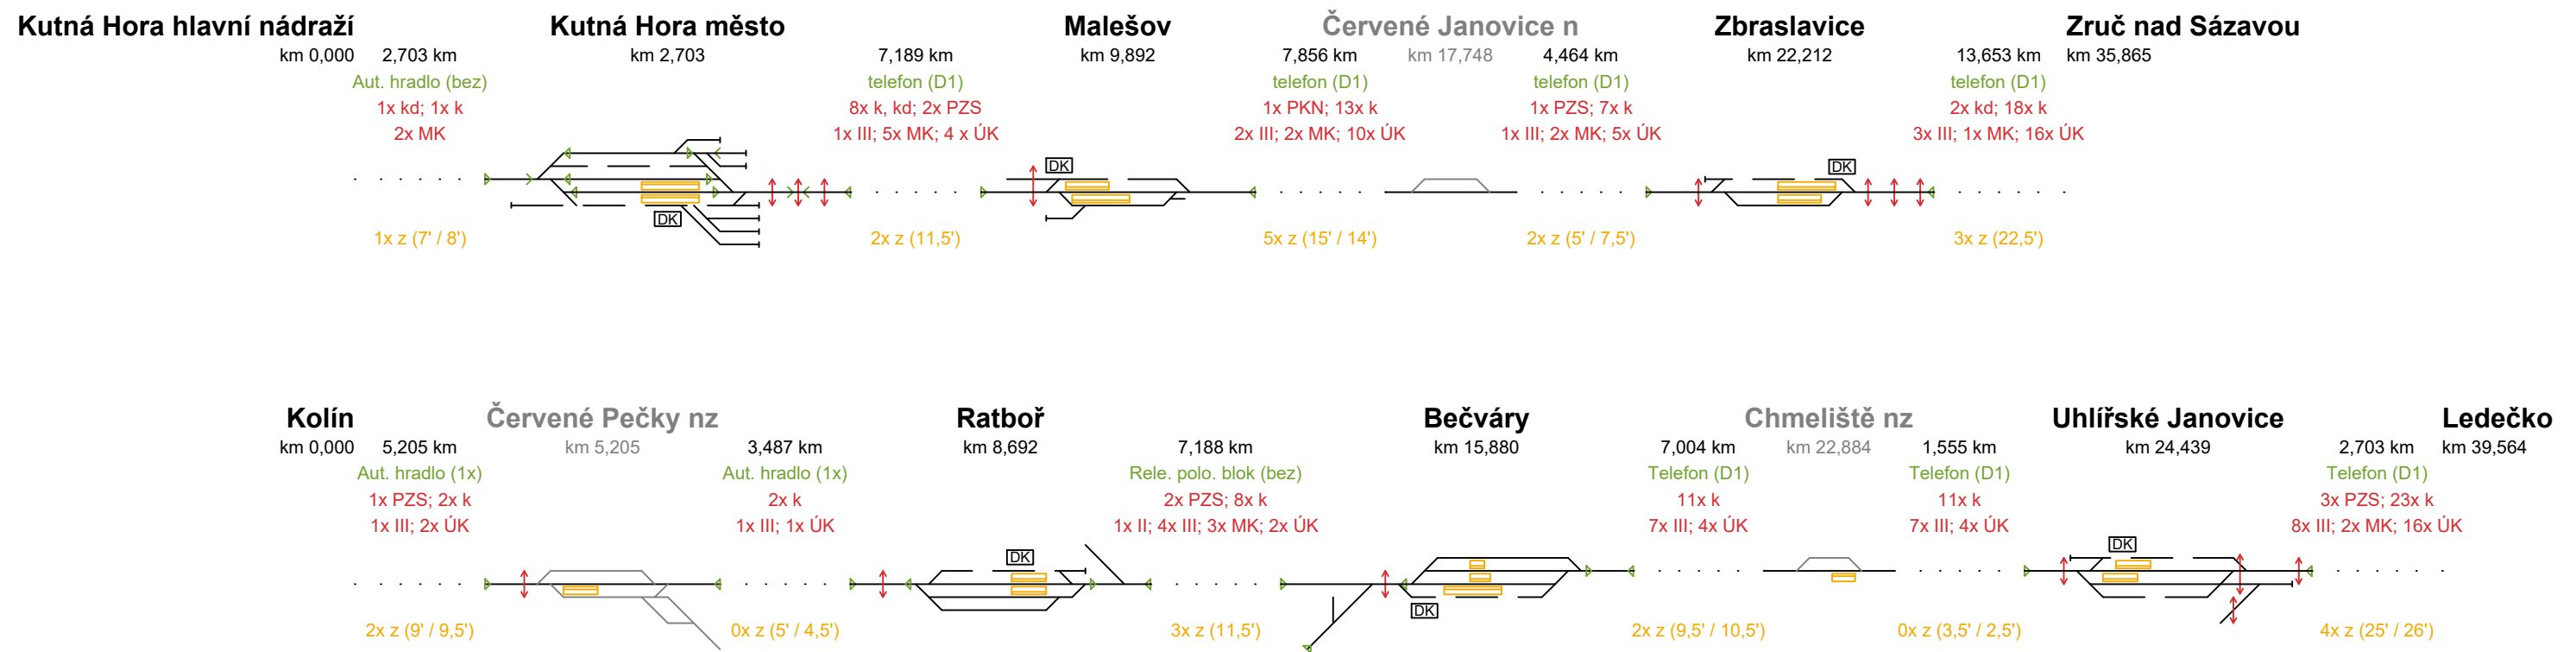 Kutná Hora hlavní nádraží Kutná Hora město Malešov Červené Janovice n Zbraslavice Zruč nad Sázavou
km 0,000 2,703 km km 2,703 7,189 km km 9,892 7,856 km km 17,748 4,464 km km 22,212 13,653 km km 35,865
Aut. hradlo (bez) telefon (D1) telefon (D1) telefon (D1) telefon (D1)
1x kd; 1x k 8x k, kd; 2x PZS 1x PKN; 13x k 1x PZS; 7x k 2x kd; 18x k
2x MK 1x III; 5x MK; 4 x ÚK 2x III; 2x MK; 10x ÚK 1x III; 2x MK; 5x ÚK 3x III; 1x MK; 16x ÚK
DK DK
DK
1x z (7' / 8') 2x z (11,5') 5x z (15' / 14') 2x z (5' / 7,5') 3x z (22,5')
Kolín Červené Pečky nz Ratboř Bečváry Chmeliště nz Uhlířské Janovice Ledečko
km 0,000 5,205 km km 5,205 3,487 km km 8,692 7,188 km km 15,880 7,004 km km 22,884 1,555 km km 24,439 2,703 km km 39,564
Aut. hradlo (1x) Aut. hradlo (1x) Rele. polo. blok (bez) Telefon (D1) Telefon (D1) Telefon (D1)
1x PZS; 2x k 2x k 2x PZS; 8x k 11x k 11x k 3x PZS; 23x k
1x III; 2x ÚK 1x III; 1x ÚK 1x II; 4x III; 3x MK; 2x ÚK 7x III; 4x ÚK 7x III; 4x ÚK 8x III; 2x MK; 16x ÚK
DK DK
DK
2x z (9' / 9,5') 0x z (5' / 4,5') 3x z (11,5') 2x z (9,5' / 10,5') 0x z (3,5' / 2,5') 4x z (25' / 26')